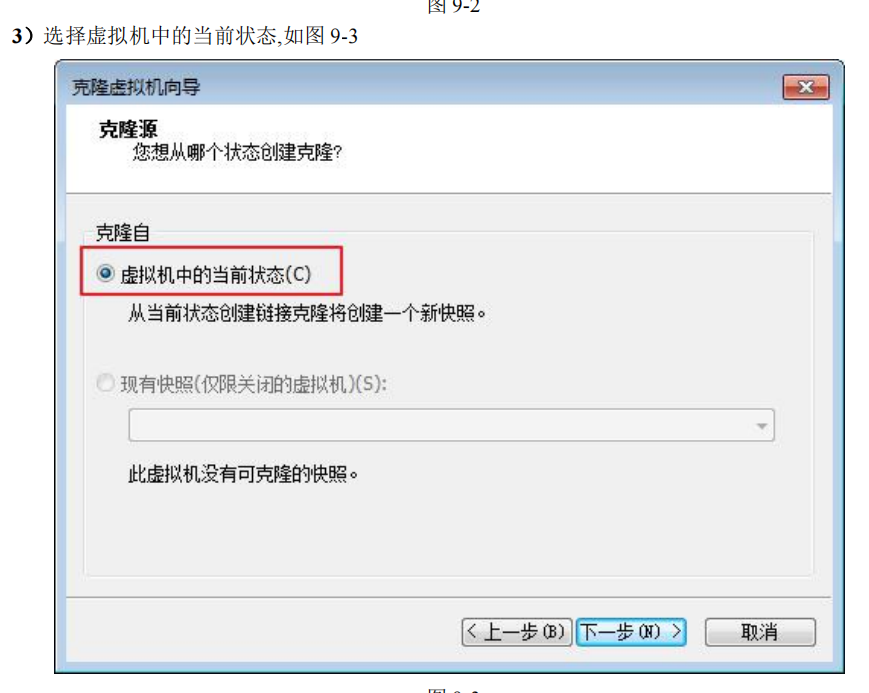 图 9-2
3）选择虚拟机中的当前状态,如图 9-3
克隆虚拟机向导
克隆源
您想从哪个状态创建克隆?
克隆自
虚拟机中的当前状态(C)
从当前状态创建链接克隆将创建一个新快照。
现有快照(仅限关闭的虚拟机)(S):
此虚拟机没有可克隆的快照。
< 上一步(B) 下一步(N) > 取消